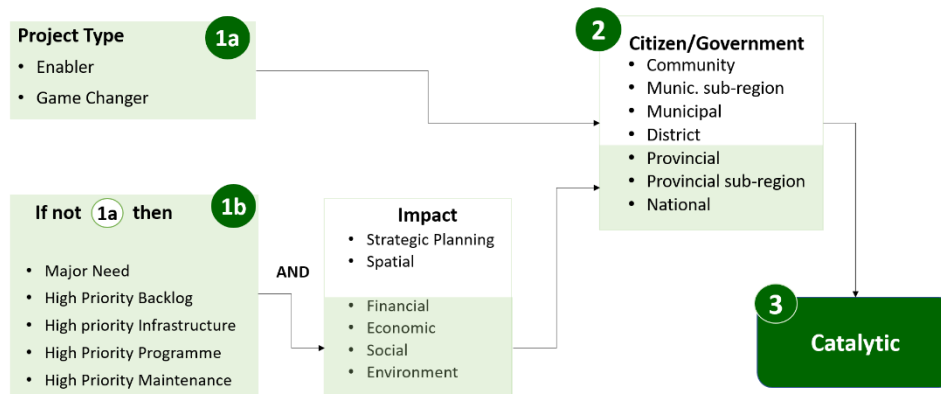 Project Type
1a
• Enabler
• Game Changer
2
Citizen/Government
• Community
• Munic. sub-region
• Municipal
• District
• Provincial
• Provincial sub-region
• National
If not 1a then
1b
• Major Need
• High Priority Backlog
• High priority Infrastructure
• High Priority Programme
• High Priority Maintenance
AND
Impact
• Strategic Planning
• Spatial
• Financial
• Economic
• Social
• Environment
3
Catalytic